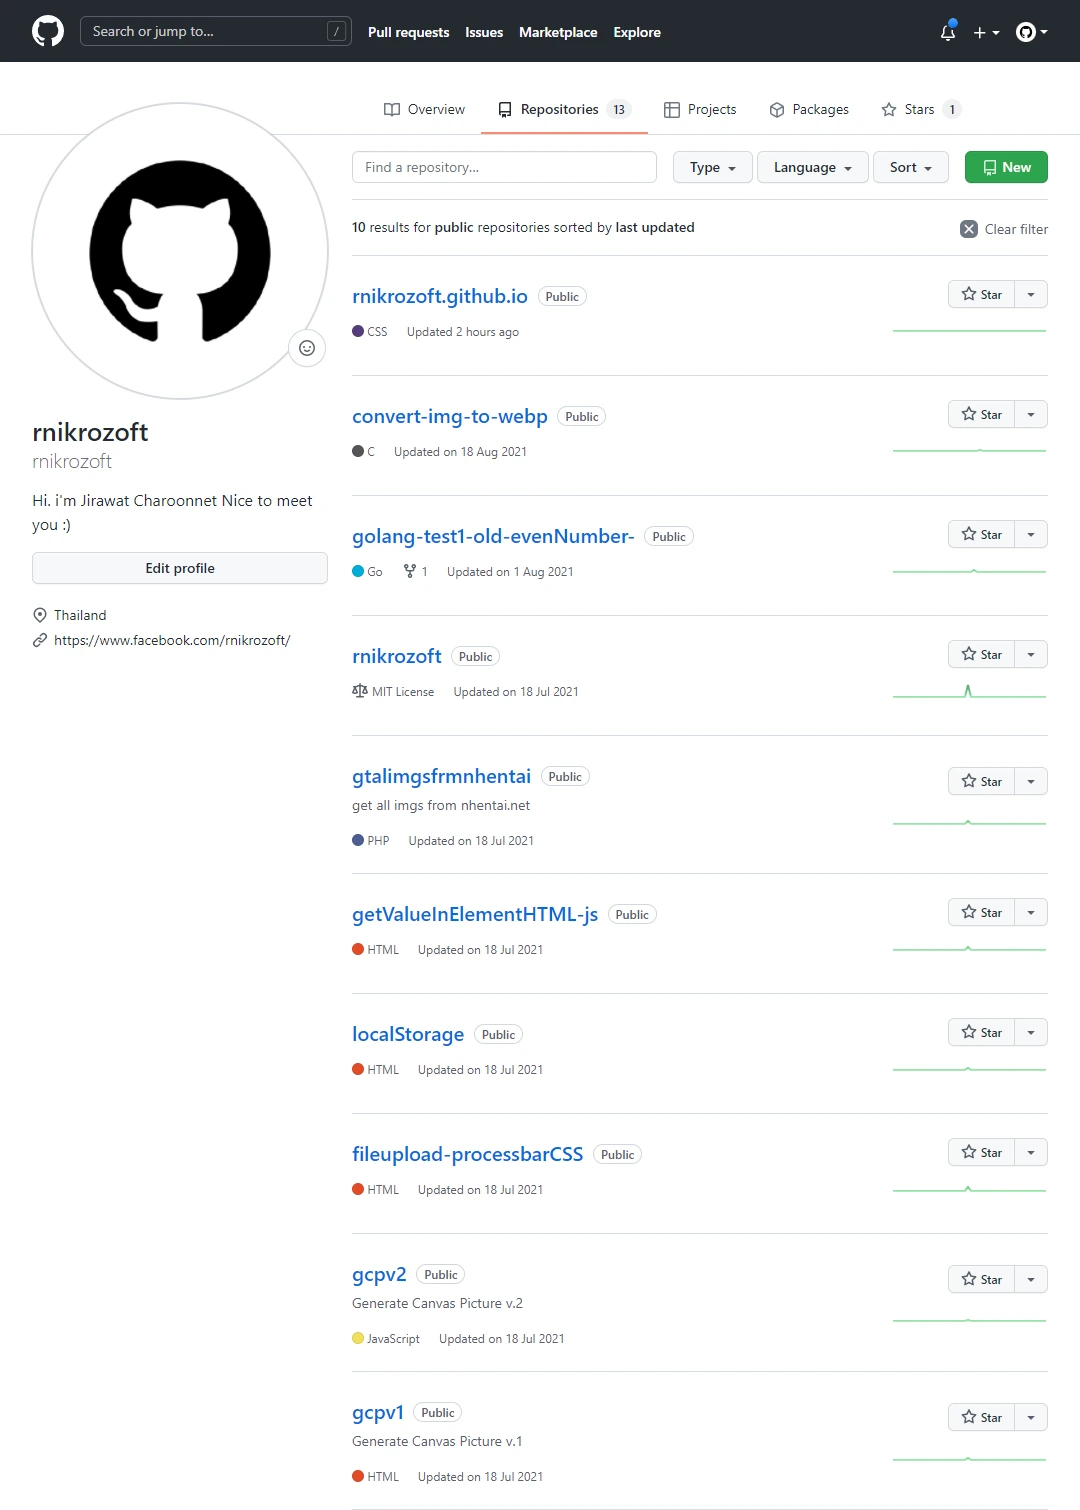 Search or jump to... /
Pull requests Issues Marketplace Explore
Overview Repositories 13 Projects Packages Stars 1
rnikrozoft
rnikrozoft
Hi. i'm Jirawat Charoonnet Nice to meet
you :)
Edit profile
Thailand
https://www.facebook.com/rnikrozoft/
Find a repository... Type Language Sort New
10 results for public repositories sorted by last updated Clear filter
rnikrozoft.github.io Public Star
CSS Updated 2 hours ago
convert-img-to-webp Public Star
C Updated on 18 Aug 2021
golang-test1-old-evenNumber- Public Star
Go 1 Updated on 1 Aug 2021
rnikrozoft Public Star
MIT License Updated on 18 Jul 2021
gtalimgsfrmnhentai Public Star
get all imgs from nhentai.net
PHP Updated on 18 Jul 2021
getValueInElementHTML-js Public Star
HTML Updated on 18 Jul 2021
localStorage Public Star
HTML Updated on 18 Jul 2021
fileupload-processbarCSS Public Star
HTML Updated on 18 Jul 2021
gcpv2 Public Star
Generate Canvas Picture v.2
JavaScript Updated on 18 Jul 2021
gcpv1 Public Star
Generate Canvas Picture v.1
HTML Updated on 18 Jul 2021